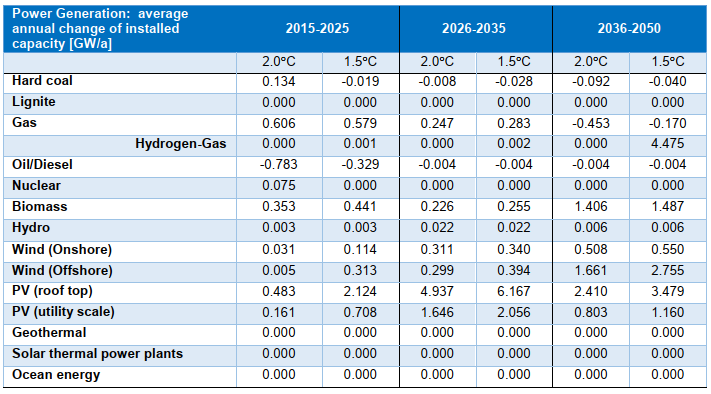 Power Generation: average
annual change of installed
capacity [GW/a]
2015-2025 2026-2035 2036-2050
2.0°C 1.5°C 2.0°C 1.5°C 2.0°C 1.5°C
Hard coal 0.134 -0.019 -0.008 -0.028 -0.092 -0.040
Lignite 0.000 0.000 0.000 0.000 0.000 0.000
Gas 0.606 0.579 0.247 0.283 -0.453 -0.170
Hydrogen-Gas 0.000 0.001 0.000 0.002 0.000 4.475
Oil/Diesel -0.783 -0.329 -0.004 -0.004 -0.004 -0.004
Nuclear 0.075 0.000 0.000 0.000 0.000 0.000
Biomass 0.353 0.441 0.226 0.255 1.406 1.487
Hydro 0.003 0.003 0.022 0.022 0.006 0.006
Wind (Onshore) 0.031 0.114 0.311 0.340 0.508 0.550
Wind (Offshore) 0.005 0.313 0.299 0.394 1.661 2.755
PV (roof top) 0.483 2.124 4.937 6.167 2.410 3.479
PV (utility scale) 0.161 0.708 1.646 2.056 0.803 1.160
Geothermal 0.000 0.000 0.000 0.000 0.000 0.000
Solar thermal power plants 0.000 0.000 0.000 0.000 0.000 0.000
Ocean energy 0.000 0.000 0.000 0.000 0.000 0.000